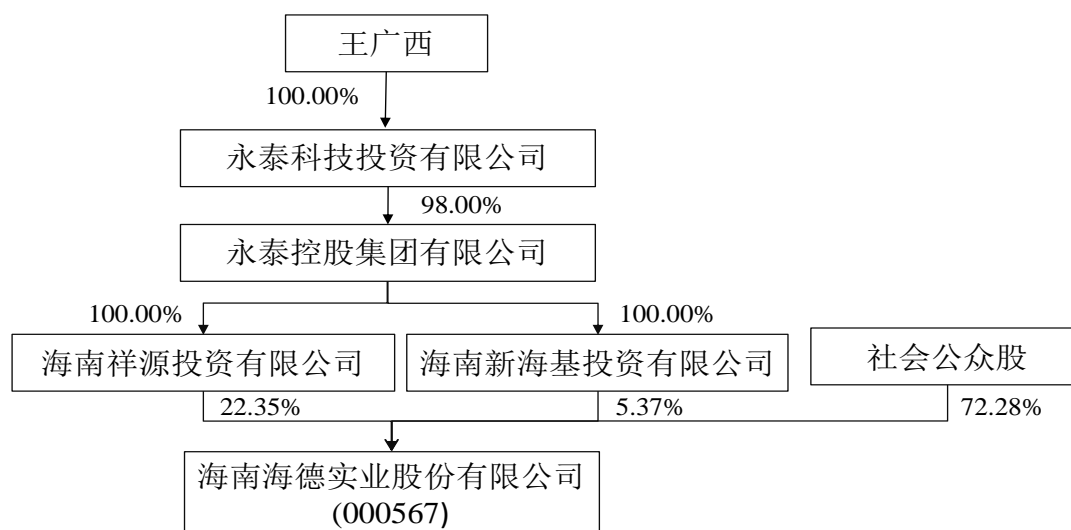 王广西
100.00%
永泰科技投资有限公司
98.00%
永泰控股集团有限公司
100.00%
100.00%
海南祥源投资有限公司
海南新海基投资有限公司
社会公众股
22.35%
5.37%
72.28%
海南海德实业股份有限公司
(000567)